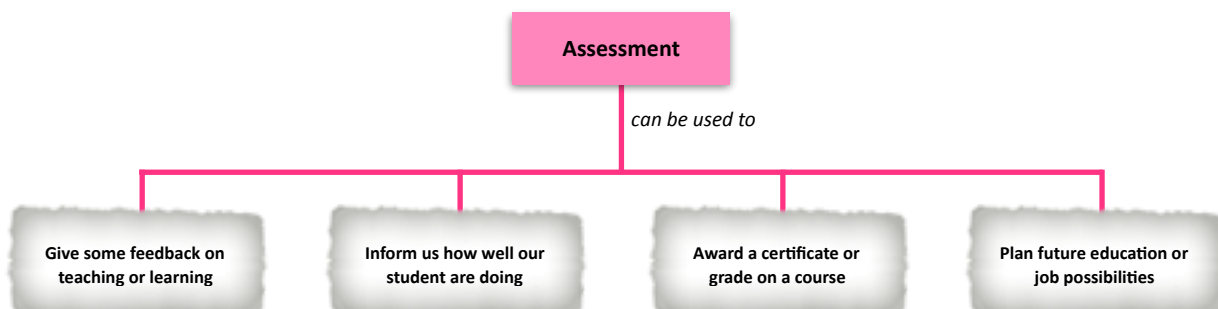 Assessment
can be used to
Give some feedback on
teaching or learning
Inform us how well our
student are doing
Award a certificate or
grade on a course
Plan future education or
job possibilities